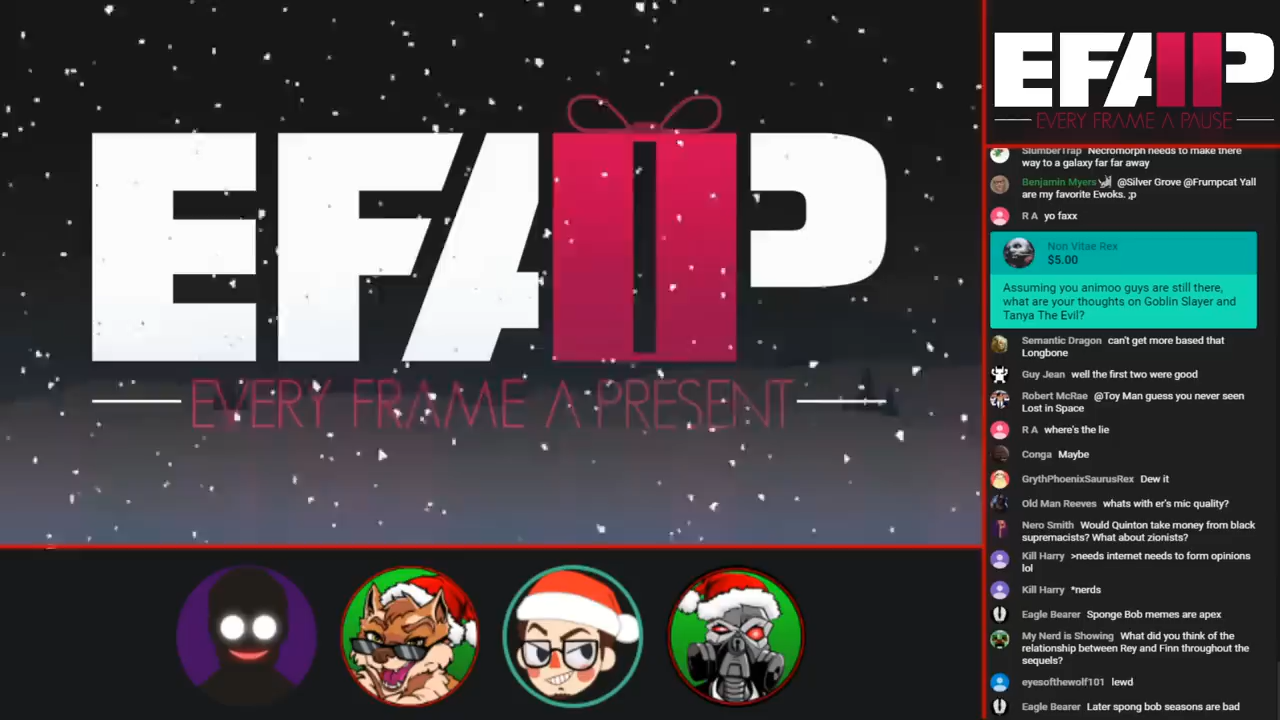 EFAP
EVERY FRAME A PRESENT
EFAP
EVERY FRAME A PAUSE
SlumberTrap Necromorph needs to make there
way to a galaxy far far away
Benjamin Myers @Silver Grove @Frumpcat Yall
are my favorite Ewoks. ;p
R A yo faxx
Non Vitae Rex
$5.00
Assuming you animoo guys are still there,
what are your thoughts on Goblin Slayer and
Tanya The Evil?
Semantic Dragon can't get more based that
Longbone
Guy Jean well the first two were good
Robert McRae @Toy Man guess you never seen
Lost in Space
R A where's the lie
Conga Maybe
GrythPhoenixSaurusRex Dew it
Old Man Reeves whats with er's mic quality?
Nero Smith Would Quinton take money from black
supremacists? What about zionists?
Kill Harry >needs internet needs to form opinions
lol
Kill Harry *nerds
Eagle Bearer Sponge Bob memes are apex
My Nerd is Showing What did you think of the
relationship between Rey and Finn throughout the
sequels?
eyesofthewolf101 lewd
Eagle Bearer Later spong bob seasons are bad